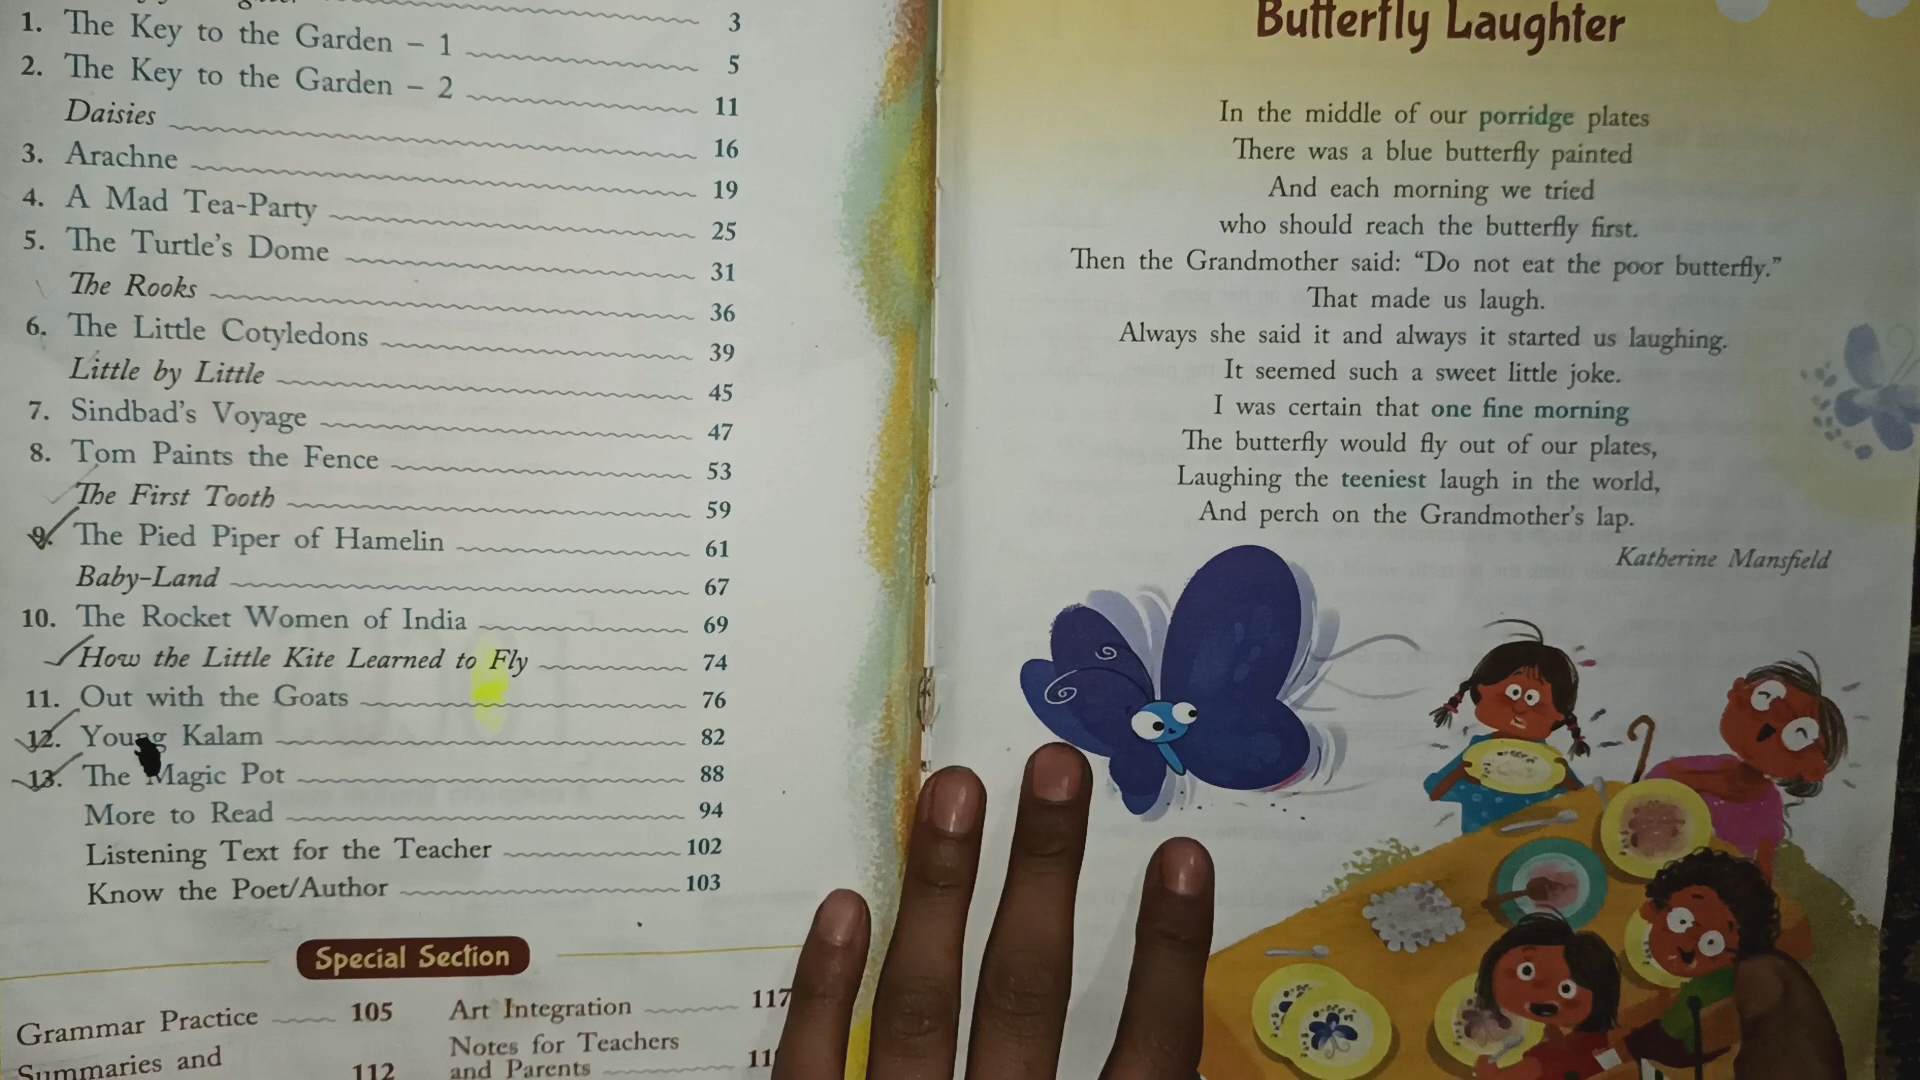 3
1. The Key to the Garden – 1 5
2. The Key to the Garden – 2 11
Daisies 16
3. Arachne 19
4. A Mad Tea-Party 25
5. The Turtle's Dome 31
The Rooks 36
6. The Little Cotyledons 39
Little by Little 45
7. Sindbad's Voyage 47
8. Tom Paints the Fence 53
The First Tooth 59
9. The Pied Piper of Hamelin 61
Baby-Land 67
10. The Rocket Women of India 69
How the Little Kite Learned to Fly 74
11. Out with the Goats 76
12. Young Kalam 82
13. The Magic Pot 88
More to Read 94
Listening Text for the Teacher 102
Know the Poet/Author 103
Special Section
Grammar Practice 105
Summaries and
112
Art Integration 117
Notes for Teachers
and Parents
Butterfly Laughter
In the middle of our porridge plates
There was a blue butterfly painted
And each morning we tried
who should reach the butterfly first.
Then the Grandmother said: “Do not eat the poor butterfly.”
That made us laugh.
Always she said it and always it started us laughing.
It seemed such a sweet little joke.
I was certain that one fine morning
The butterfly would fly out of our plates,
Laughing the teeniest laugh in the world,
And perch on the Grandmother's lap.
Katherine Mansfield